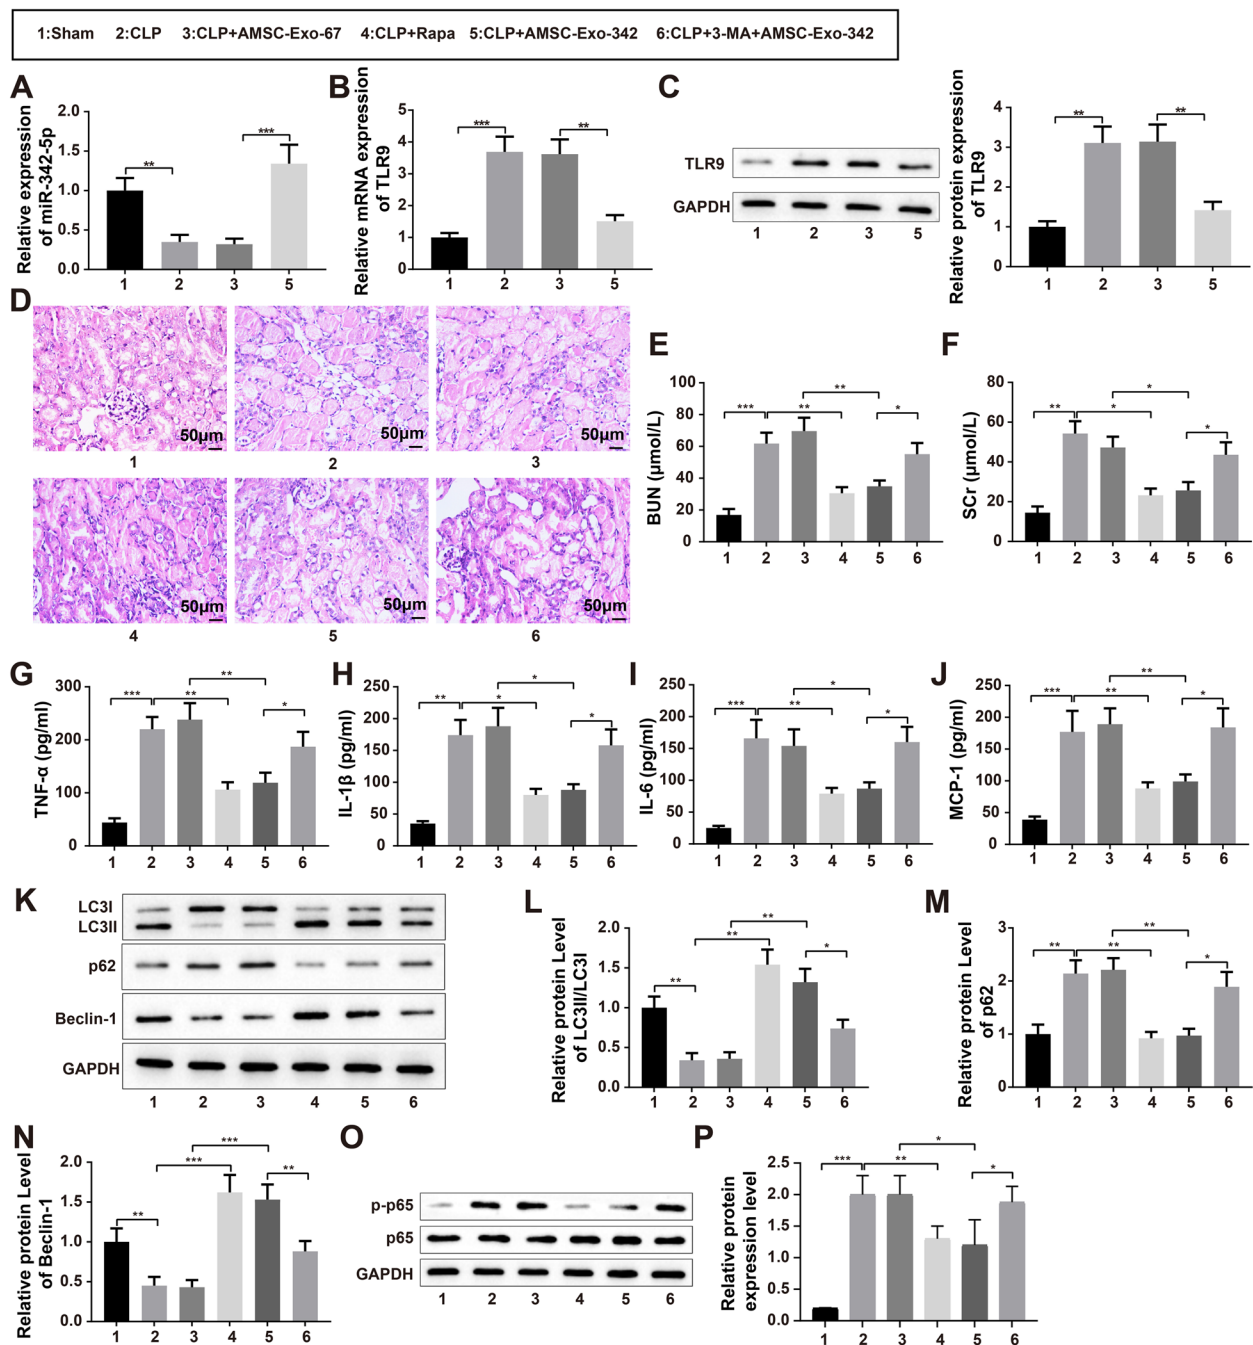 1:Sham 2:CLP 3:CLP+AMSC-Exo-67 4:CLP+Rapa 5:CLP+AMSC-Exo-342 6:CLP+3-MA+AMSC-Exo-342
A
Relative expression
of miR-342-5p
2.0
1.5
1.0
0.5
0.0
**
***
1 2 3 5
B
Relative mRNA expression
of TLR9
5
4
3
2
1
0
***
**
1 2 3 5
C
TLR9
GAPDH
1 2 3 5
Relative protein expression
of TLR9
4
3
2
1
0
**
**
1 2 3 5
D
50μm 50μm 50μm
1 2 3
50μm 50μm 50μm
4 5 6
E
BUN (μmol/L)
100
80
60
40
20
0
***
**
**
*
1 2 3 4 5 6
F
SCr (μmol/L)
80
60
40
20
0
**
*
*
*
1 2 3 4 5 6
G
TNF-α (pg/ml)
300
200
100
0
***
**
**
*
1 2 3 4 5 6
H
IL-1β (pg/ml)
250
200
150
100
50
0
**
*
*
*
1 2 3 4 5 6
I
IL-6 (pg/ml)
250
200
150
100
50
0
***
**
*
*
1 2 3 4 5 6
J
MCP-1 (pg/ml)
250
200
150
100
50
0
***
**
**
*
1 2 3 4 5 6
K
LC3I
LC3II
p62
Beclin-1
GAPDH
1 2 3 4 5 6
L
Relative protein Level
of LC3II/LC3I
2.0
1.5
1.0
0.5
0.0
**
**
**
*
1 2 3 4 5 6
M
Relative protein Level
of p62
3
2
1
0
**
**
**
*
1 2 3 4 5 6
N
Relative protein Level
of Beclin-1
2.0
1.5
1.0
0.5
0.0
**
***
***
**
1 2 3 4 5 6
O
p-p65
p65
GAPDH
1 2 3 4 5 6
P
Relative protein
expression level
2.5
2.0
1.5
1.0
0.5
0.0
***
**
*
*
1 2 3 4 5 6